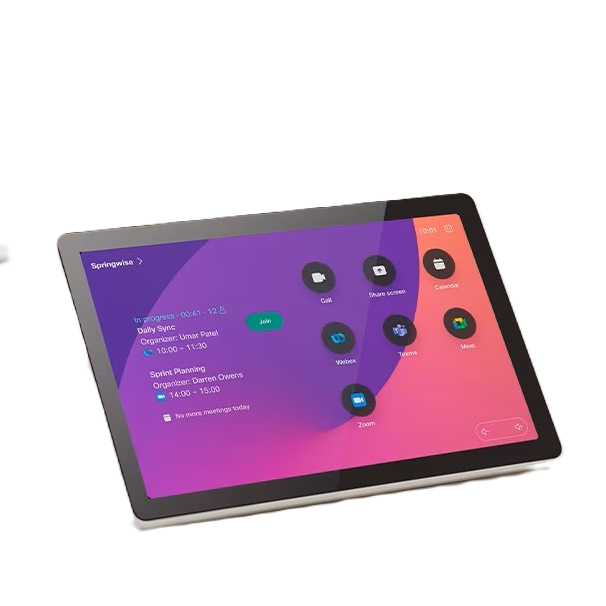 Springwise
10:01
In progress · 00:41 · 12
Daily Sync
Organizer: Umar Patel
10:00 – 11:30
Join
Sprint Planning
Organizer: Darren Owens
14:00 – 15:00
No more meetings today
Call
Share screen
Calendar
Webex
Teams
Meet
Zoom